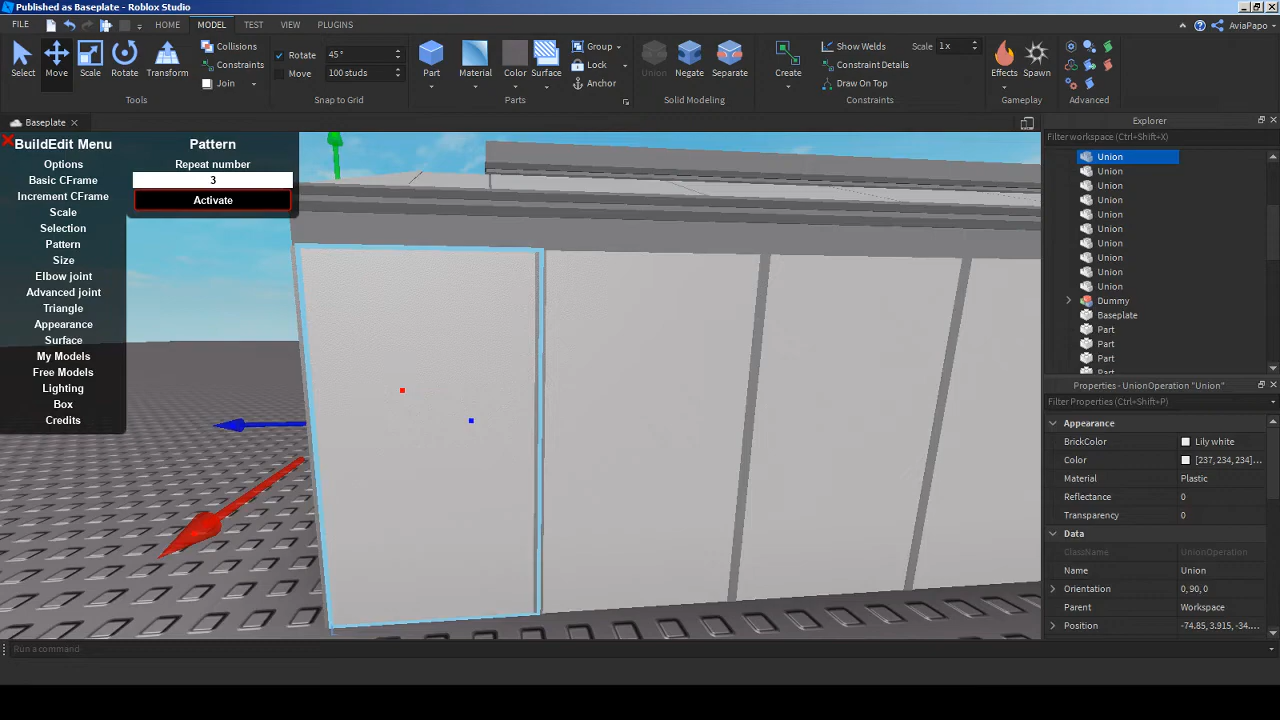 Published as Baseplate - Roblox Studio
FILE HOME MODEL TEST VIEW PLUGINS AviaPapo
Select Move Scale Rotate Transform
Collisions
Constraints
Join
Tools
Rotate 45°
Move 100 studs
Snap to Grid
Part Material Color Surface
Group
Lock
Anchor
Parts
Union Negate Separate
Solid Modeling
Create
Show Welds Scale 1x
Constraint Details
Draw On Top
Constraints
Effects Spawn
Gameplay
Advanced
Baseplate
BuildEdit Menu
Options
Basic CFrame
Increment CFrame
Scale
Selection
Pattern
Size
Elbow joint
Advanced joint
Triangle
Appearance
Surface
My Models
Free Models
Lighting
Box
Credits
Pattern
Repeat number
3
Activate
Explorer
Filter workspace (Ctrl+Shift+X)
Union
Union
Union
Union
Union
Union
Union
Union
Union
Union
Dummy
Baseplate
Part
Part
Part
Part
Properties - UnionOperation "Union"
Filter Properties (Ctrl+Shift+P)
Appearance
BrickColor Lily white
Color [237, 234, 234]...
Material Plastic
Reflectance 0
Transparency 0
Data
ClassName UnionOperation
Name Union
Orientation 0, 90, 0
Parent Workspace
Position -74.85, 3.915, -34....
Run a command